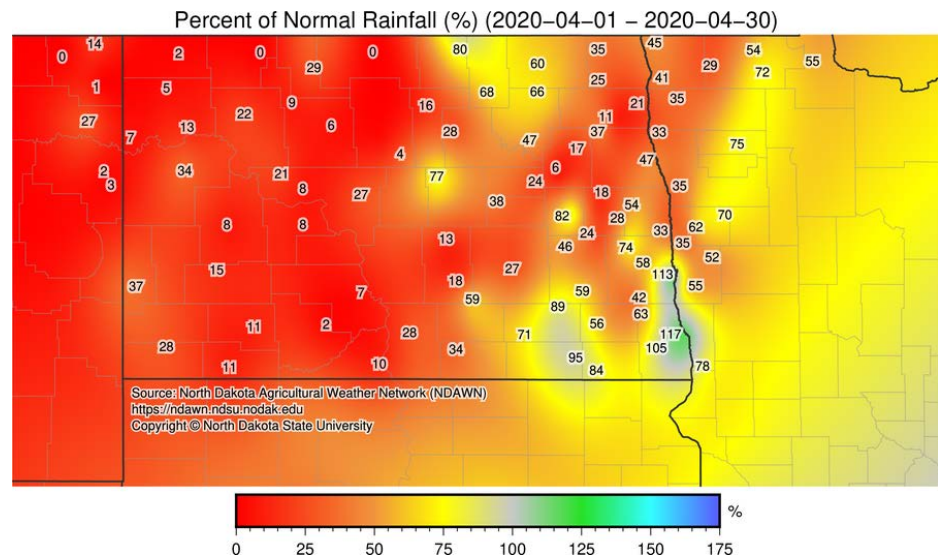 Percent of Normal Rainfall (%) (2020-04-01 - 2020-04-30)
14 0 2 0 0 80 35 45 54
29 60 29 72 55
1 5 68 66 25 41
9 16 21 35
27 22 6 28 11
7 13 47 37 33 75
4 17 47
2 34 21 77 6
3 8 27 24 18 35
38 54
8 8 82 28 70
13 24 33 62
46 74 35
15 27 58 52
37 7 18 59 113 55
59 89 42
11 2 28 71 56 63 117
28 34 105
11 10 95 84 78
Source: North Dakota Agricultural Weather Network (NDAWN)
https://ndawn.ndsu.nodak.edu
Copyright © North Dakota State University
%
0 25 50 75 100 125 150 175